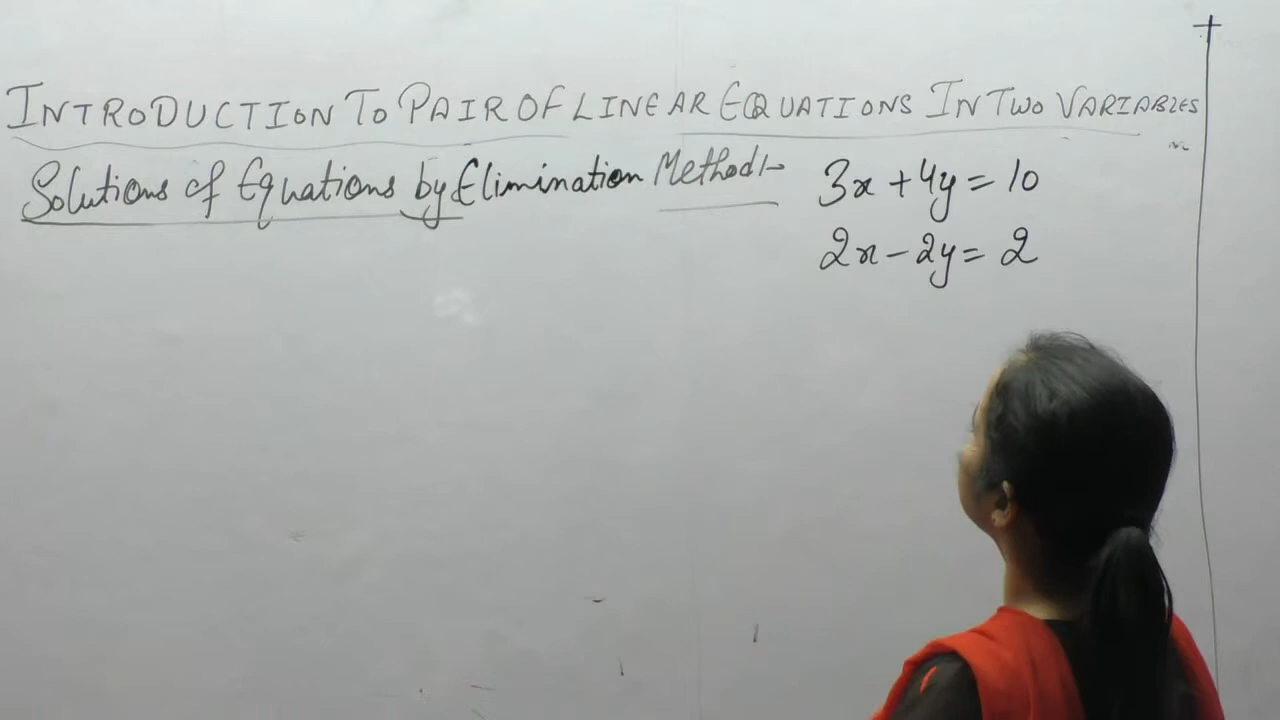 INTRODUCTION TO PAIR OF LINEAR EQUATIONS IN TWO VARIABLES
Solutions of Equations by Elimination Method:-
3x + 4y = 10
2x - 2y = 2